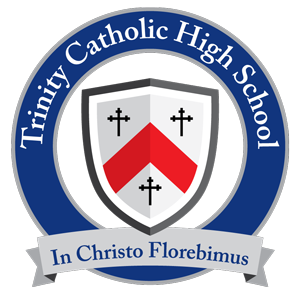 Trinity Catholic High School
In Christo Florebimus